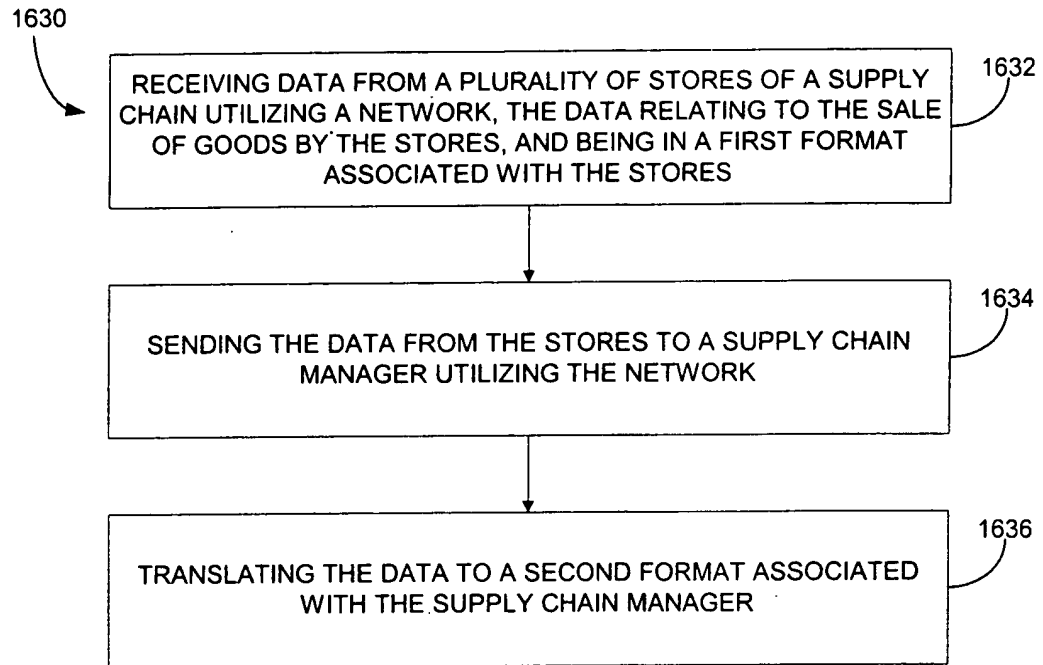 1630
RECEIVING DATA FROM A PLURALITY OF STORES OF A SUPPLY
CHAIN UTILIZING A NETWORK, THE DATA RELATING TO THE SALE
OF GOODS BY THE STORES, AND BEING IN A FIRST FORMAT
ASSOCIATED WITH THE STORES
1632
SENDING THE DATA FROM THE STORES TO A SUPPLY CHAIN
MANAGER UTILIZING THE NETWORK
1634
TRANSLATING THE DATA TO A SECOND FORMAT ASSOCIATED
WITH THE SUPPLY CHAIN MANAGER
1636